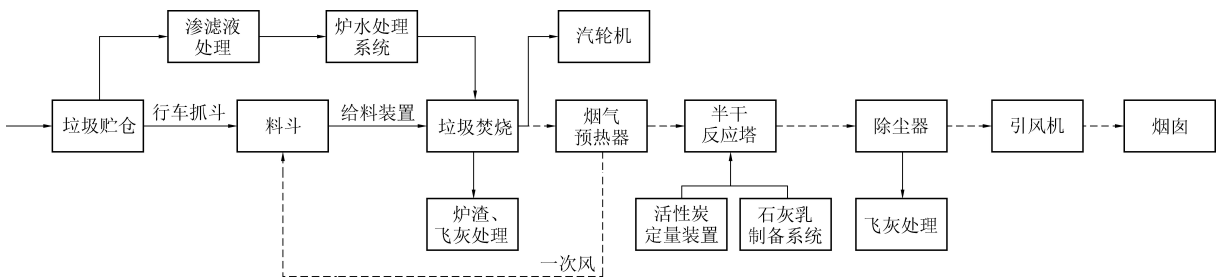 渗滤液
处理
炉水处理
系统
汽轮机
垃圾贮仓
行车抓斗
料斗
给料装置
垃圾焚烧
烟气
预热器
半干
反应塔
除尘器
引风机
烟囱
炉渣、
飞灰处理
活性炭
定量装置
石灰乳
制备系统
飞灰处理
一次风